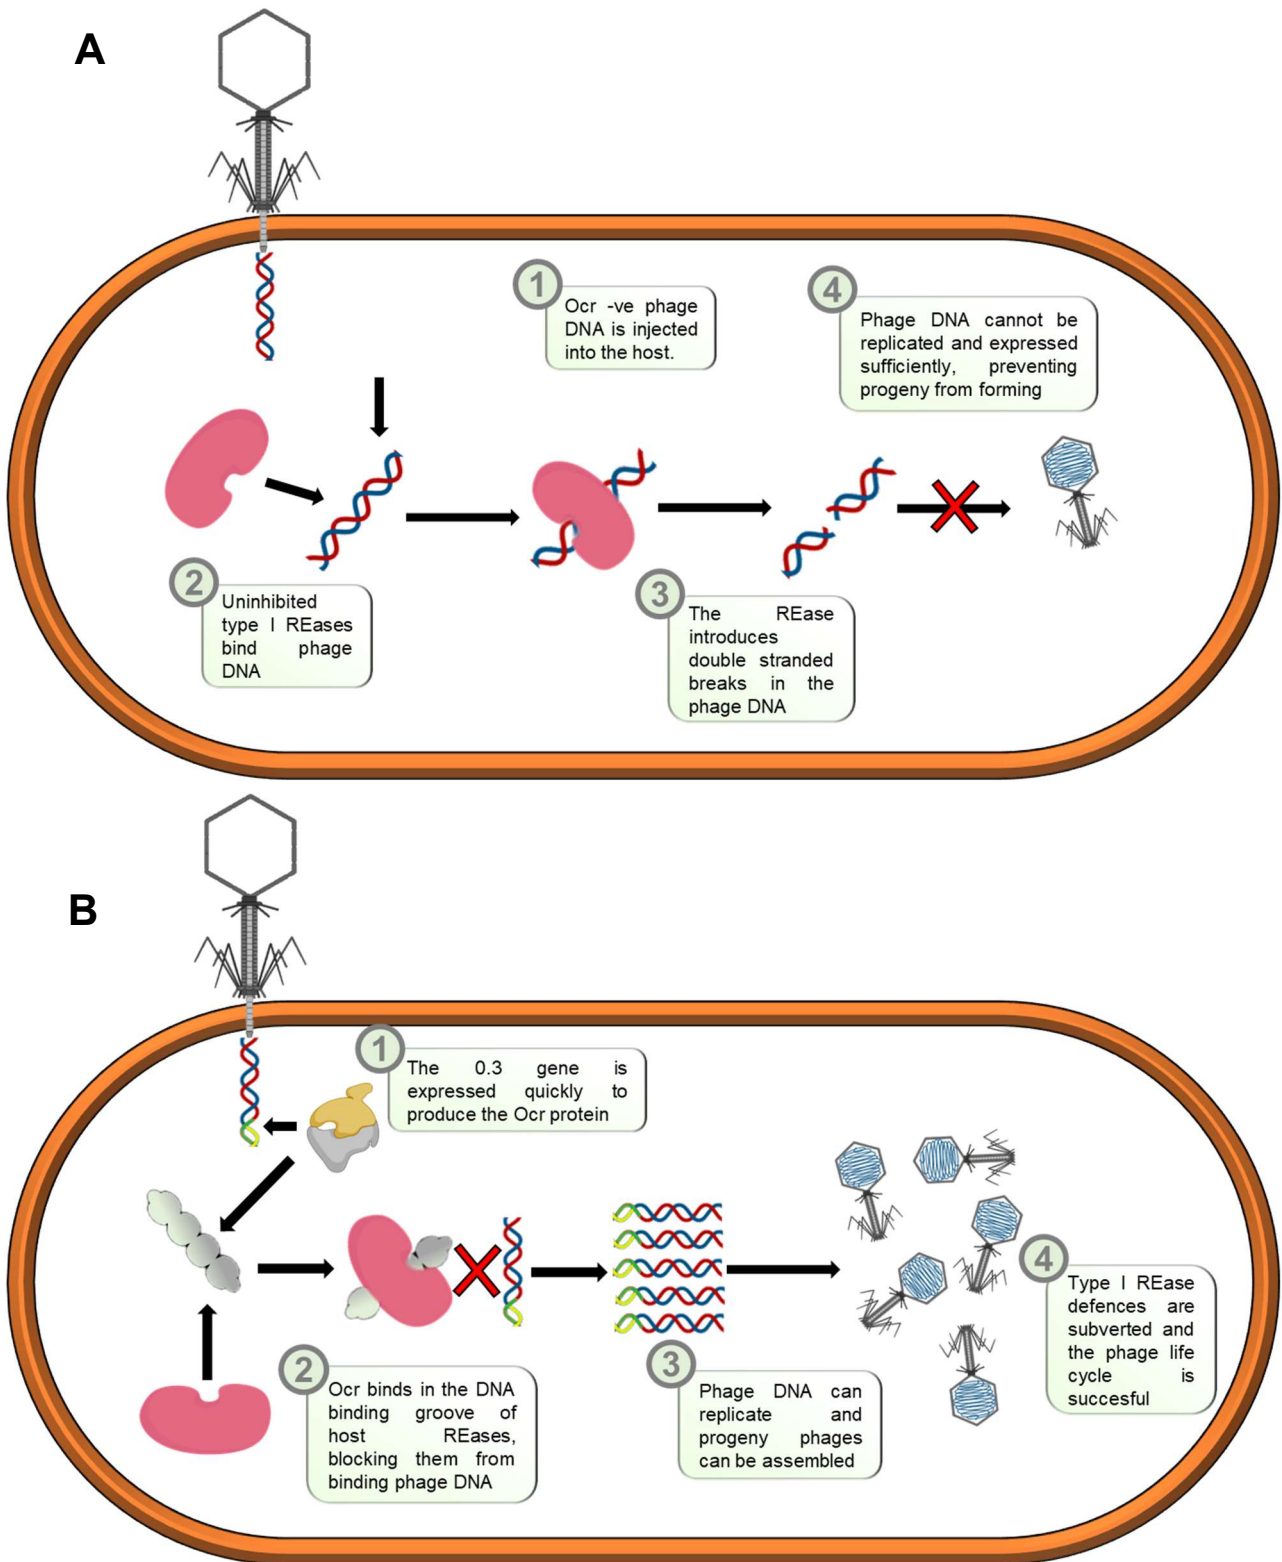 A
1
Ocr -ve phage
DNA is injected
into the host.
4
Phage DNA cannot be
replicated and expressed
sufficiently, preventing
progeny from forming
2
Uninhibited
type I REases
bind phage
DNA
3
The REase
introduces
double stranded
breaks in the
phage DNA
B
1
The 0.3 gene is
expressed quickly to
produce the Ocr protein
2
Ocr binds in the DNA
binding groove of
host REases,
blocking them from
binding phage DNA
3
Phage DNA can
replicate and
progeny phages
can be assembled
4
Type I REase
defences are
subverted and
the phage life
cycle is
succesful